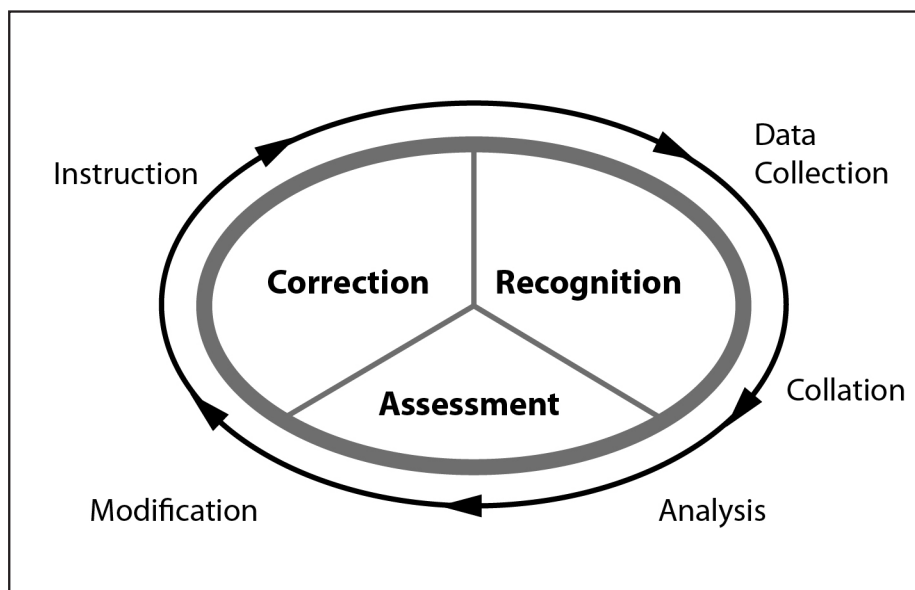 Data
Collection
Instruction
Correction
Recognition
Collation
Assessment
Modification
Analysis